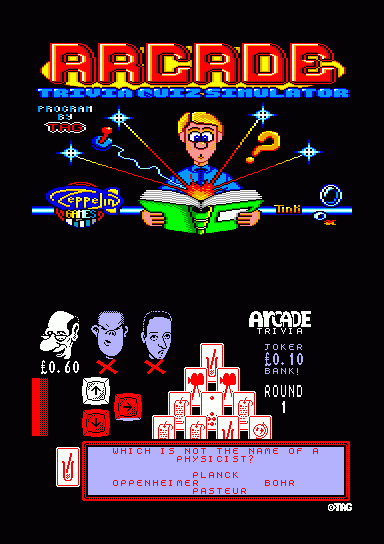 ARCADE
TRIVIA QUIZ SIMULATOR
PROGRAM
BY
TAG
Zeppelin
GAMES
Tink
ARCADE
TRIVIA
JOKER
£0.10
BANK!
£0.60
ROUND
1
WHICH IS NOT THE NAME OF A
PHYSICIST?
PLANCK
OPPENHEIMER BOHR
PASTEUR
©TAG